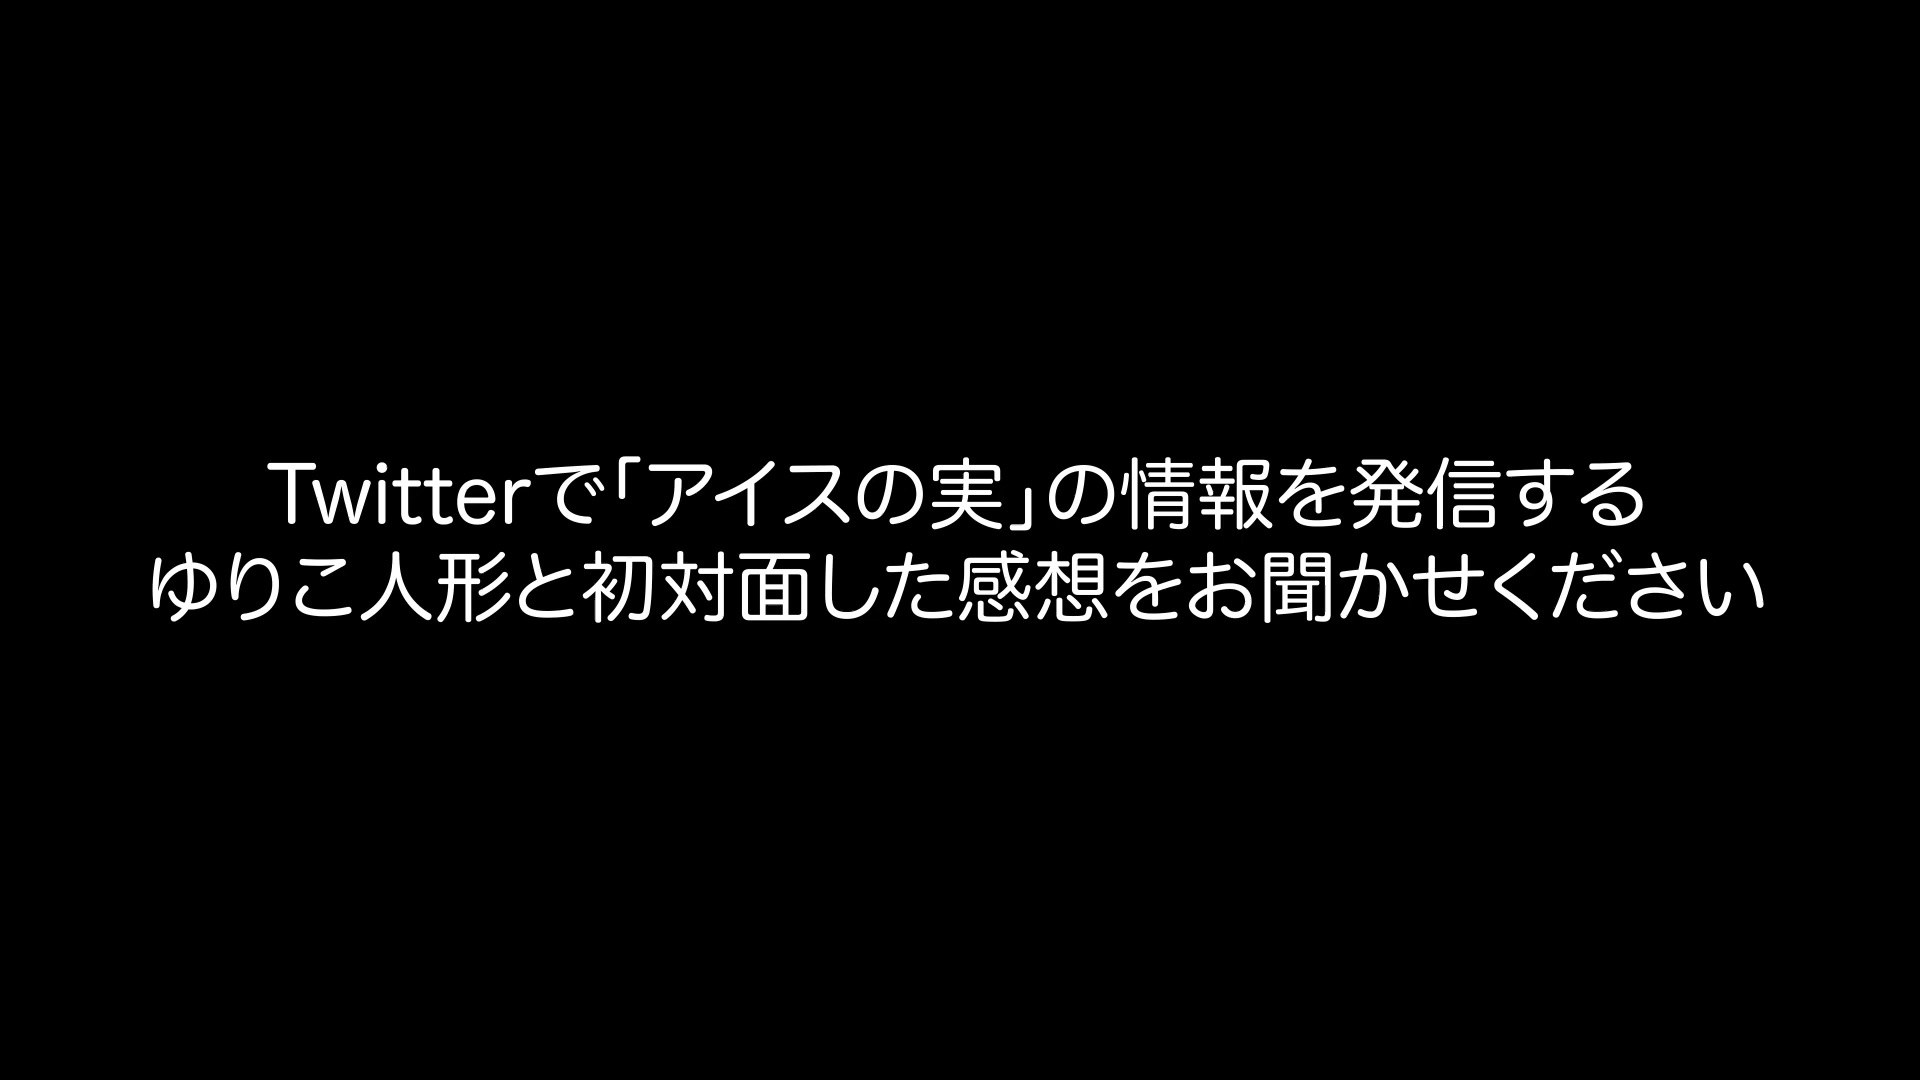 Twitterで「アイスの実」の情報を発信する
ゆりこ人形と初対面した感想をお聞かせください